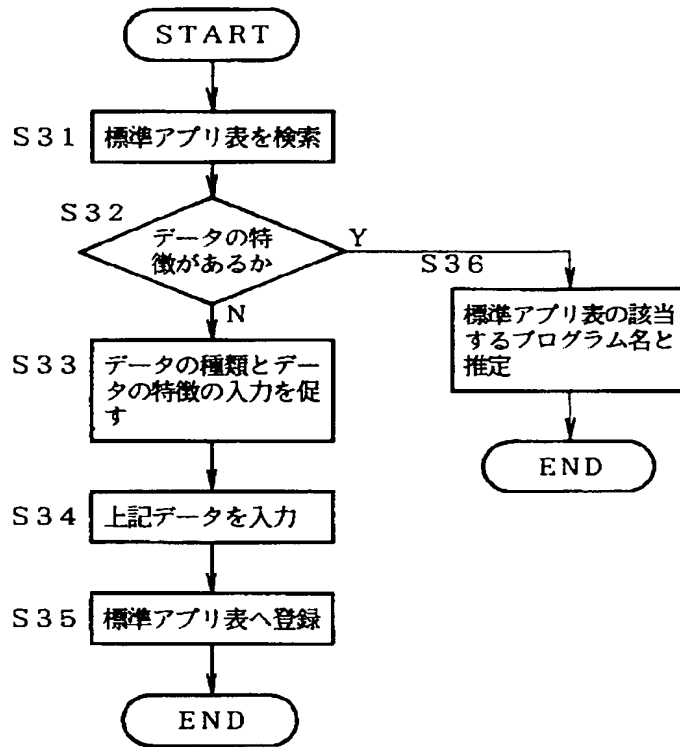 START
S31
標準アプリ表を検索
S32
データの特
徴があるか
Y
S36
N
標準アプリ表の該当
するプログラム名と
推定
S33
データの種類とデー
タの特徴の入力を促
す
END
S34
上記データを入力
S35
標準アプリ表へ登録
END